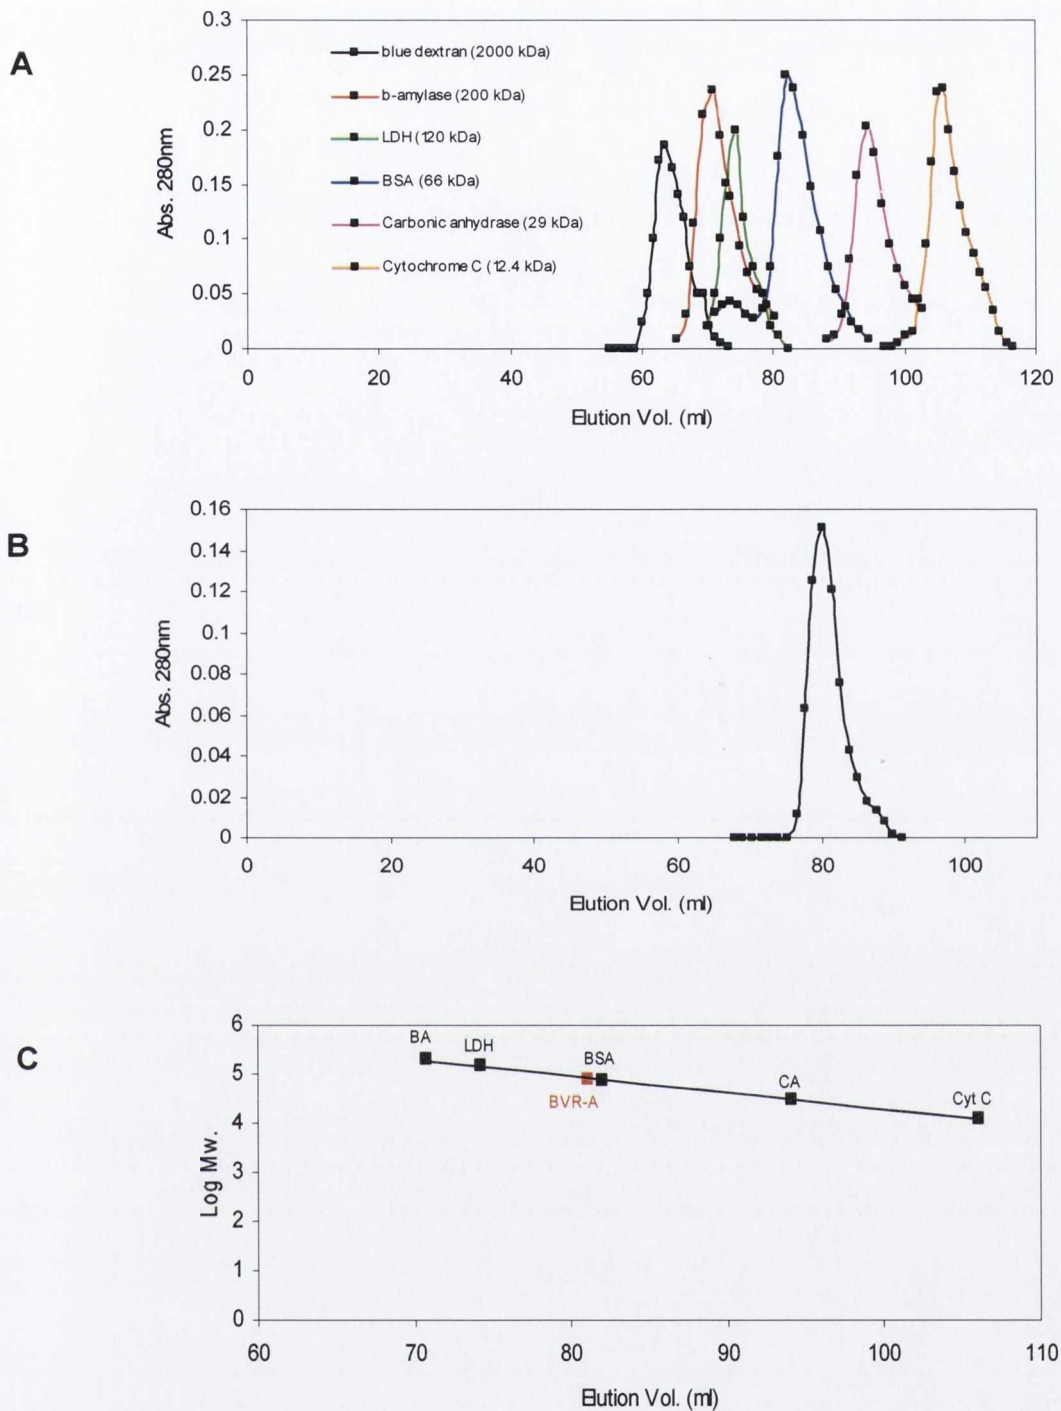 A
0.3
0.25
0.2
0.15
0.1
0.05
0
Abs. 280nm
blue dextran (2000 kDa)
b-amylase (200 kDa)
LDH (120 kDa)
BSA (66 kDa)
Carbonic anhydrase (29 kDa)
Cytochrome C (12.4 kDa)
0 20 40 60 80 100 120
Elution Vol. (ml)
B
0.16
0.14
0.12
0.1
0.08
0.06
0.04
0.02
0
Abs. 280nm
0 20 40 60 80 100
Elution Vol. (ml)
C
6
5
4
3
2
1
0
Log Mw.
BA
LDH
BSA
BVR-A
CA
Cyt C
60 70 80 90 100 110
Elution Vol. (ml)